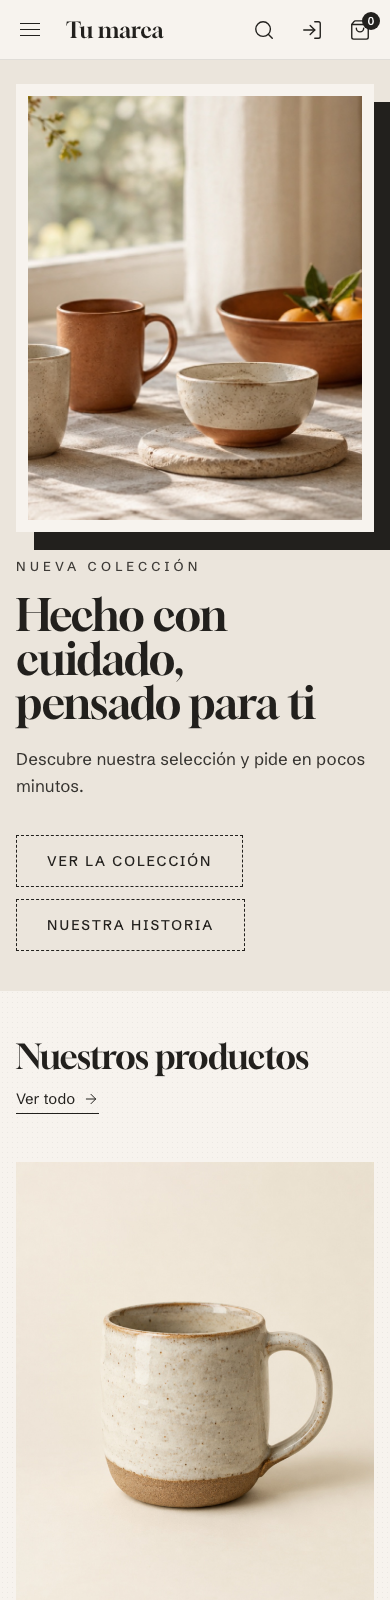 Tu marca
0
NUEVA COLECCIÓN
Hecho con
cuidado,
pensado para ti
Descubre nuestra selección y pide en pocos
minutos.
VER LA COLECCIÓN
NUESTRA HISTORIA
Nuestros productos
Ver todo